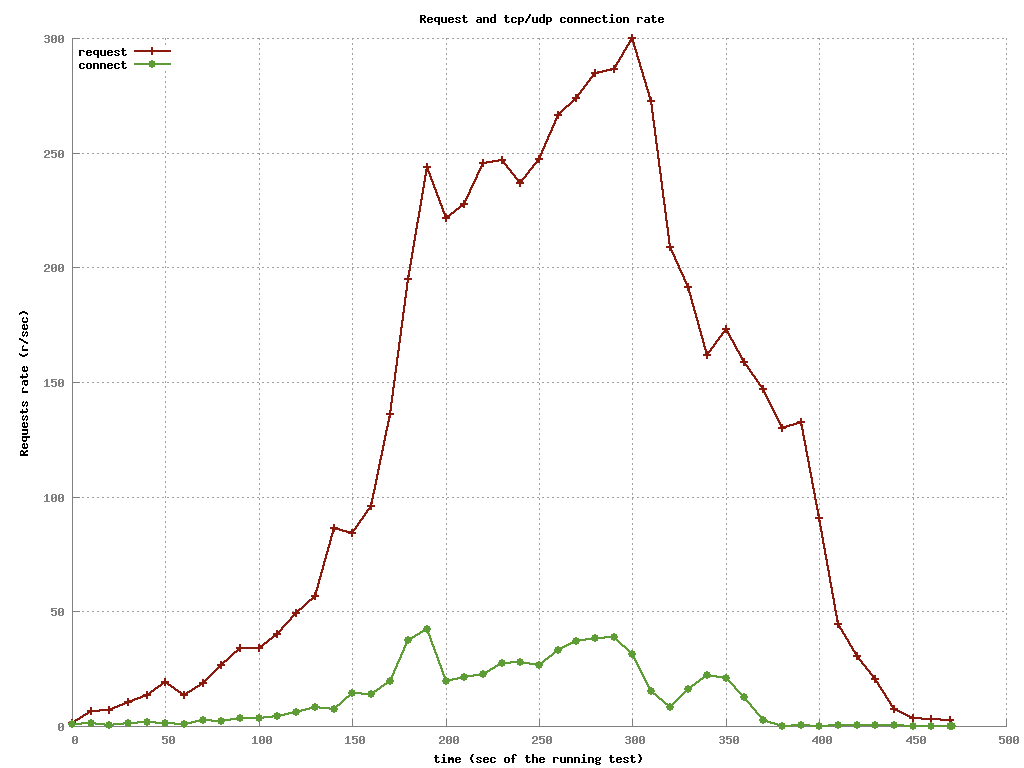 Request and tcp/udp connection rate
300
request
connect
250
200
150
100
50
0
Requests rate (r/sec)
0 50 100 150 200 250 300 350 400 450 500
time (sec of the running test)